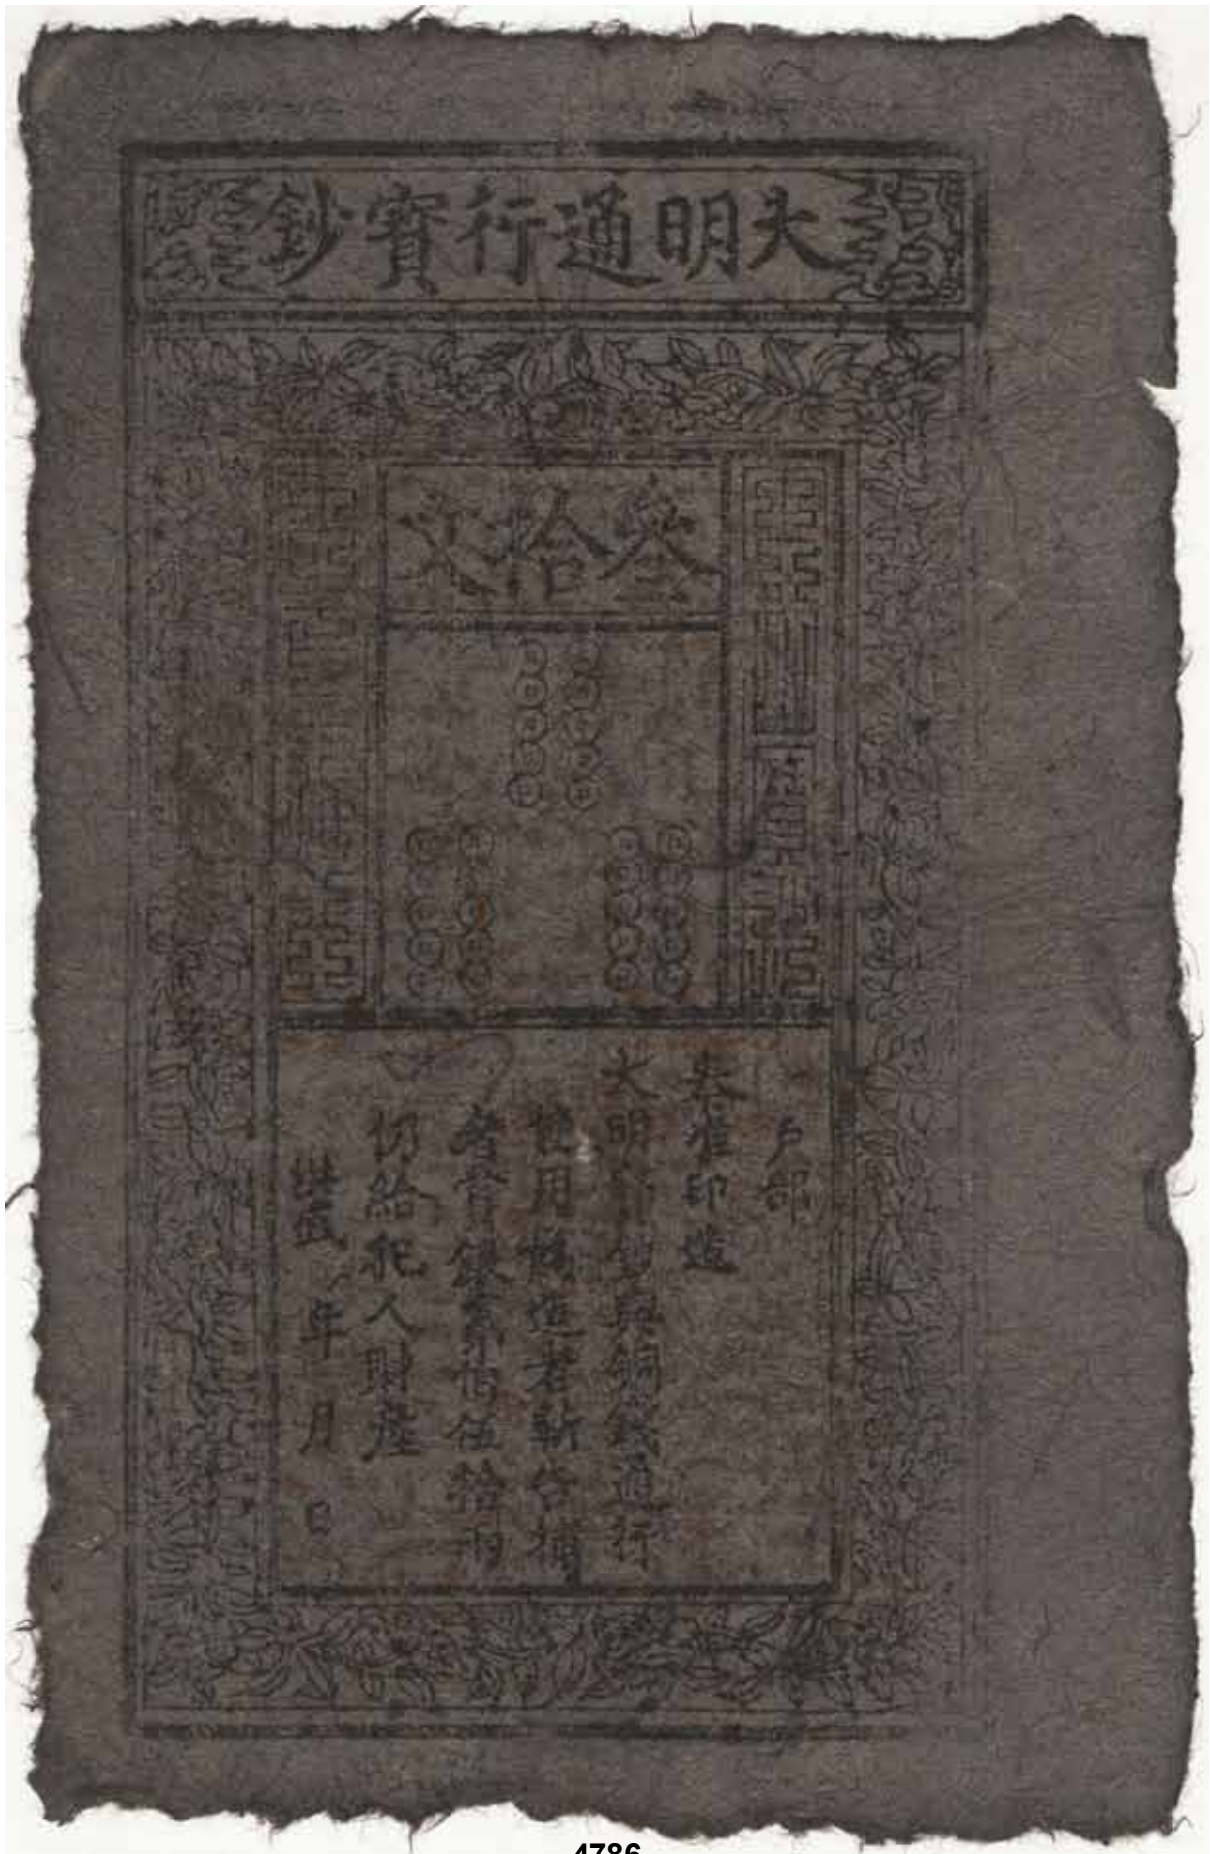 大明通行寶鈔
叁拾文
戶部
奏准印造
大明寶鈔與銅錢通行
使用偽造者斬告捕
者賞銀貳伯伍拾兩
仍給犯人財產
洪武 年 月 日
4786